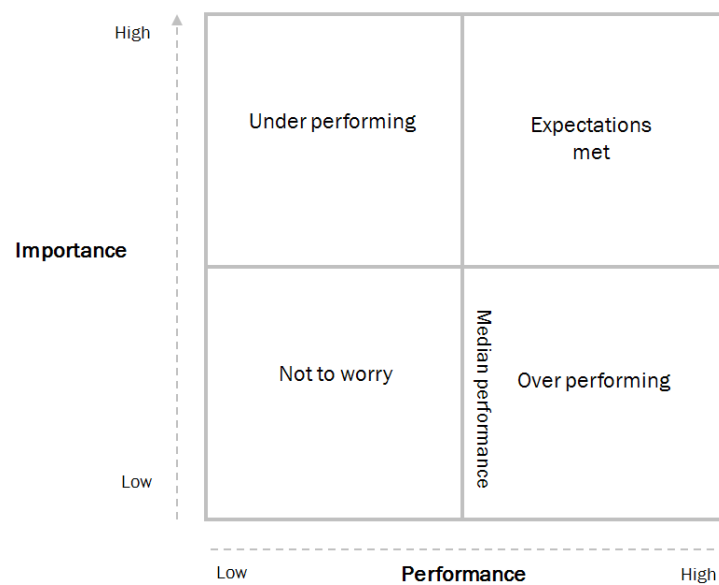 High
Under performing
Expectations
met
Importance
Not to worry
Median performance
Over performing
Low
Low
Performance
High